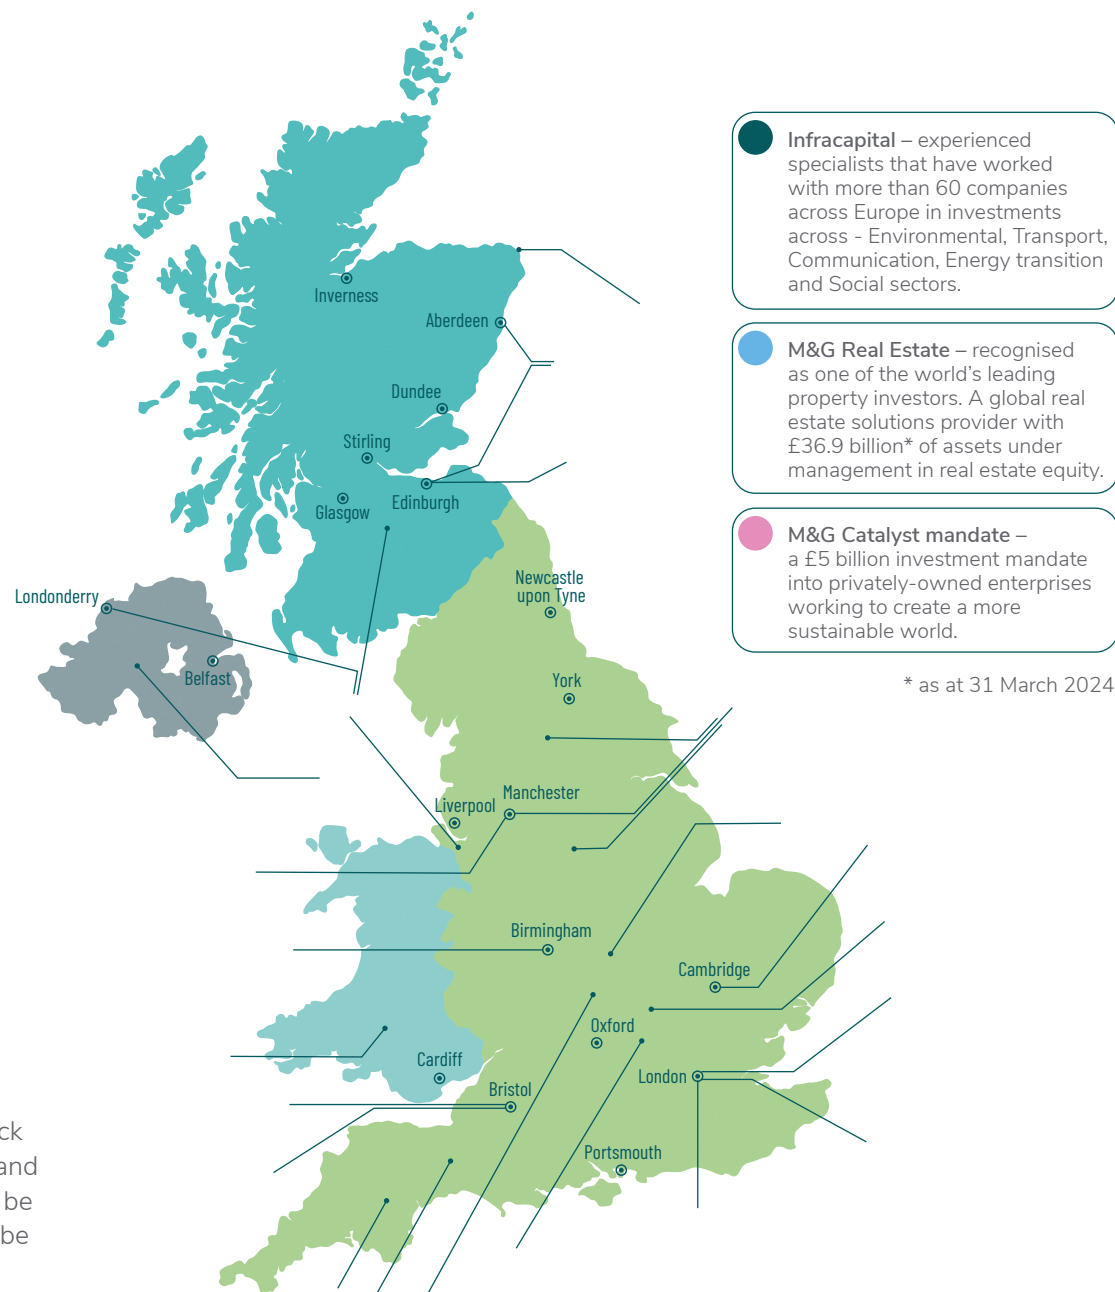 Infracapital – experienced
specialists that have worked
with more than 60 companies
across Europe in investments
across - Environmental, Transport,
Communication, Energy transition
and Social sectors.
M&G Real Estate – recognised
as one of the world’s leading
property investors. A global real
estate solutions provider with
£36.9 billion* of assets under
management in real estate equity.
M&G Catalyst mandate –
a £5 billion investment mandate
into privately-owned enterprises
working to create a more
sustainable world.
* as at 31 March 2024
Inverness
Aberdeen
Dundee
Stirling
Edinburgh
Glasgow
Newcastle
upon Tyne
Londonderry
Belfast
York
Manchester
Liverpool
Birmingham
Cambridge
Oxford
Cardiff
London
Bristol
Portsmouth
ck
and
be
be